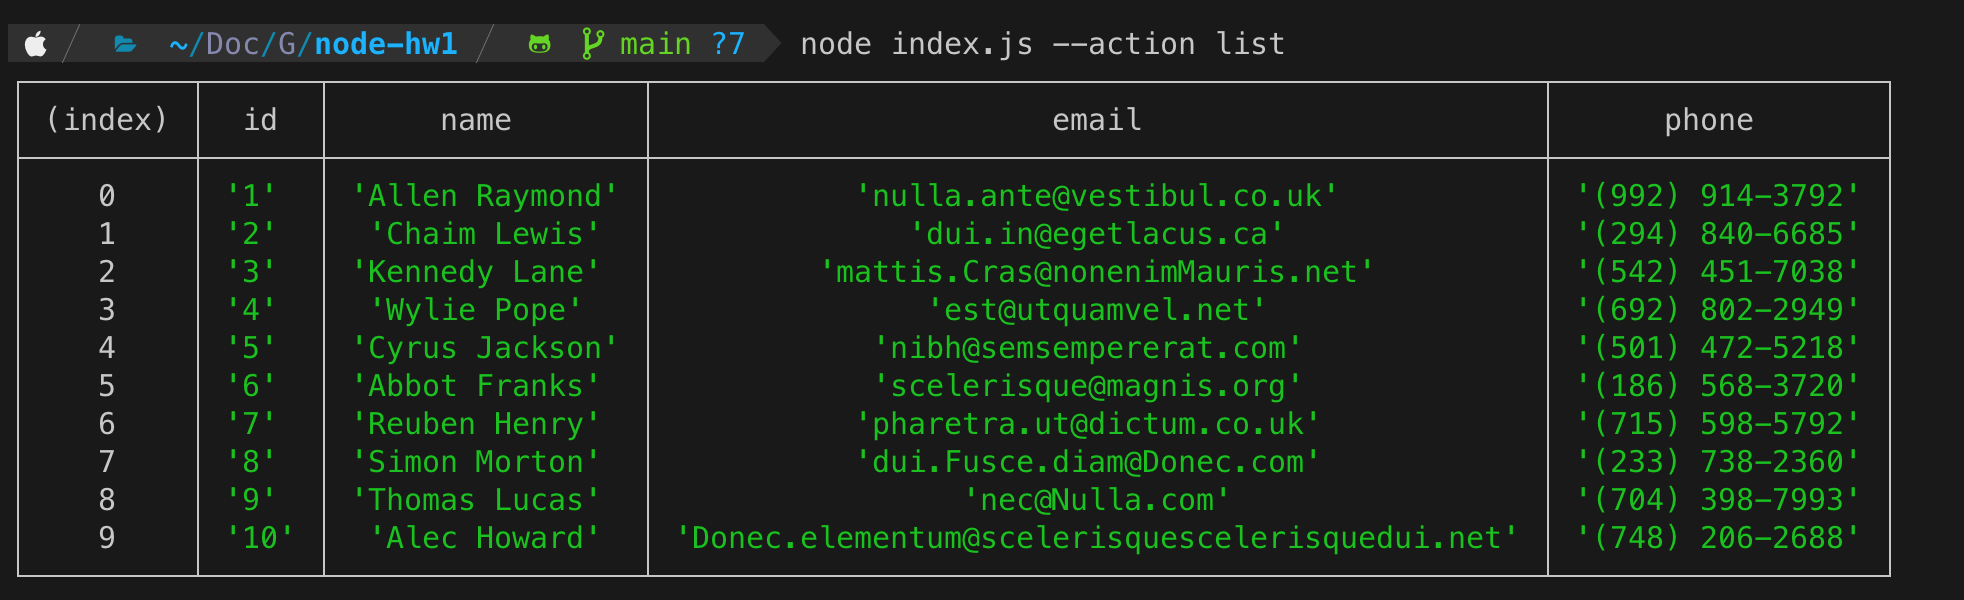 ~/Doc/G/node-hw1 main ?7 node index.js --action list
(index) id name email phone
0 '1' 'Allen Raymond' 'nulla.ante@vestibul.co.uk' '(992) 914-3792'
1 '2' 'Chaim Lewis' 'dui.in@egetlacus.ca' '(294) 840-6685'
2 '3' 'Kennedy Lane' 'mattis.Cras@nonenimMauris.net' '(542) 451-7038'
3 '4' 'Wylie Pope' 'est@utquamvel.net' '(692) 802-2949'
4 '5' 'Cyrus Jackson' 'nibh@semsempererat.com' '(501) 472-5218'
5 '6' 'Abbot Franks' 'scelerisque@magnis.org' '(186) 568-3720'
6 '7' 'Reuben Henry' 'pharetra.ut@dictum.co.uk' '(715) 598-5792'
7 '8' 'Simon Morton' 'dui.Fusce.diam@Donec.com' '(233) 738-2360'
8 '9' 'Thomas Lucas' 'nec@Nulla.com' '(704) 398-7993'
9 '10' 'Alec Howard' 'Donec.elementum@scelerisquescelerisquedui.net' '(748) 206-2688'